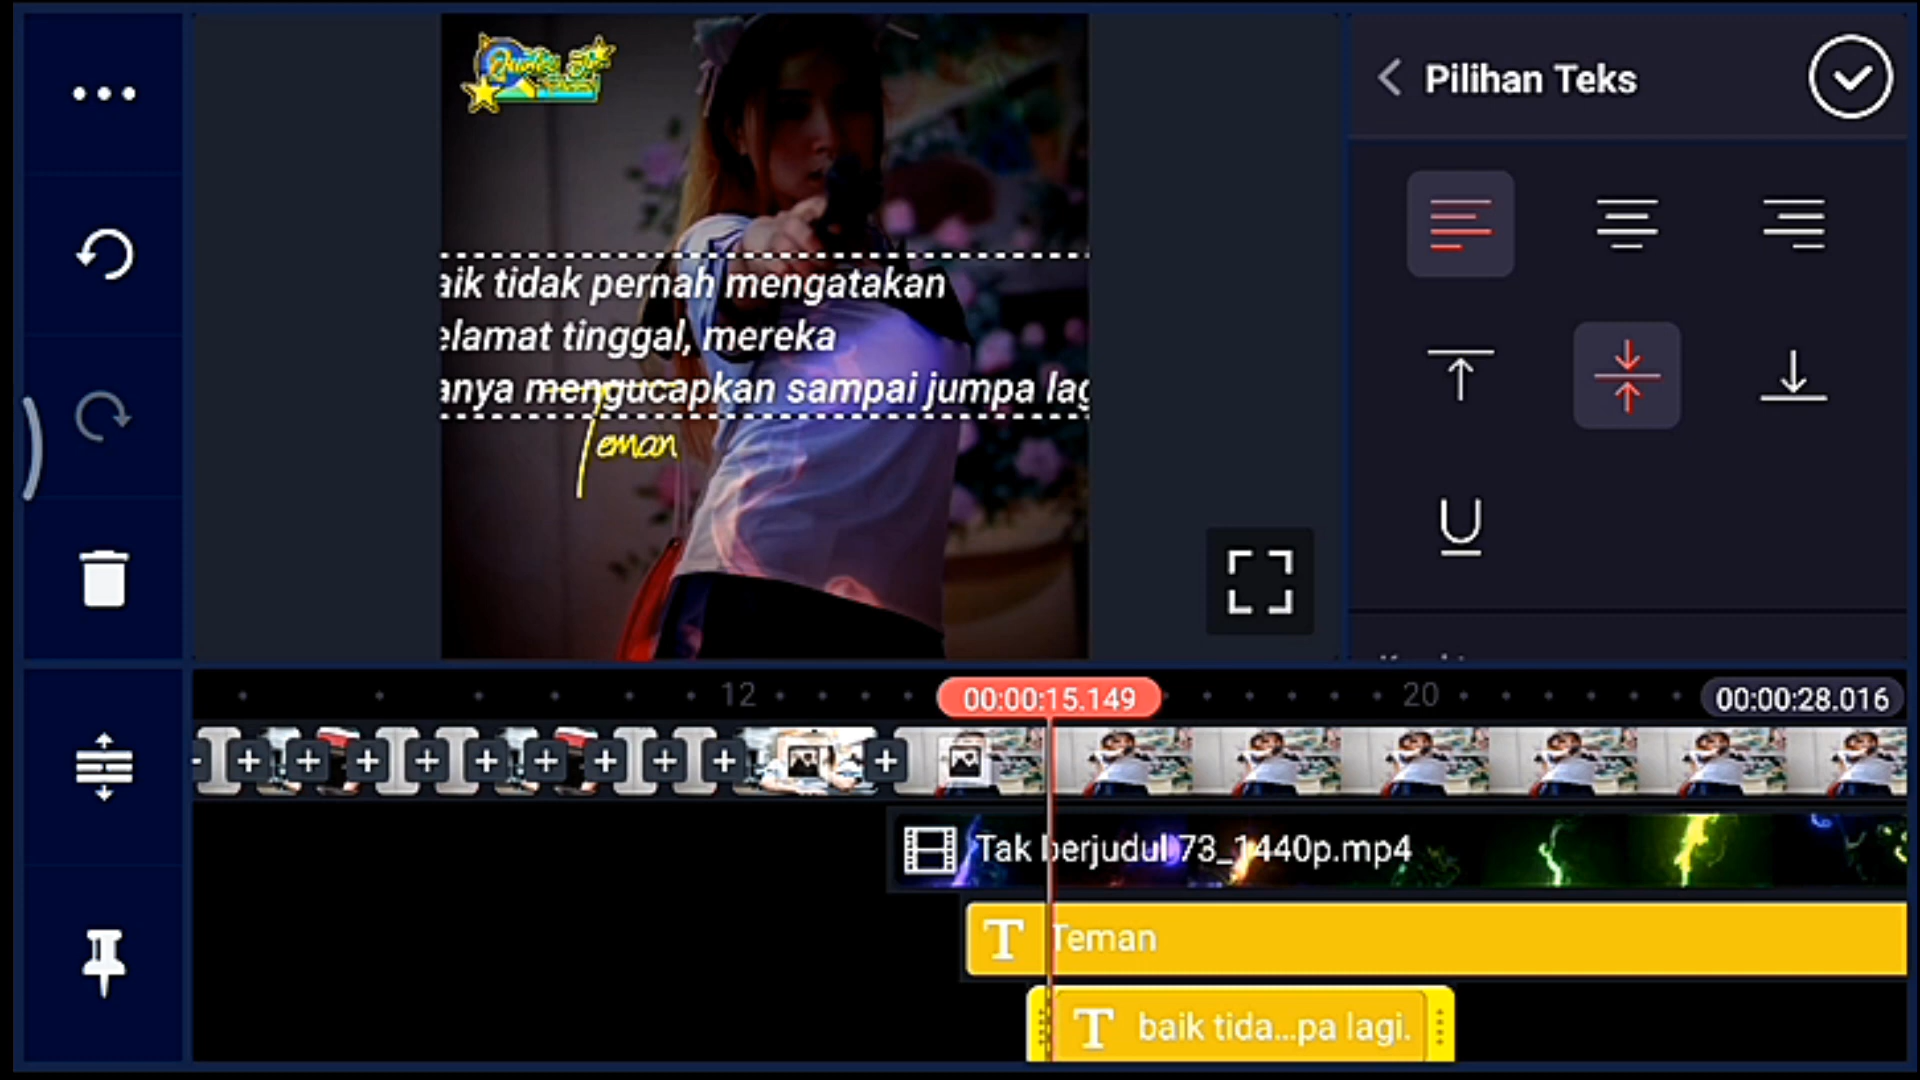 Pilihan Teks
aik tidak pernah mengatakan
elamat tinggal, mereka
anya mengucapkan sampai jumpa lag
Teman
12
00:00:15.149
20
00:00:28.016
Tak berjudul 73_1440p.mp4
Teman
baik tida...pa lagi.